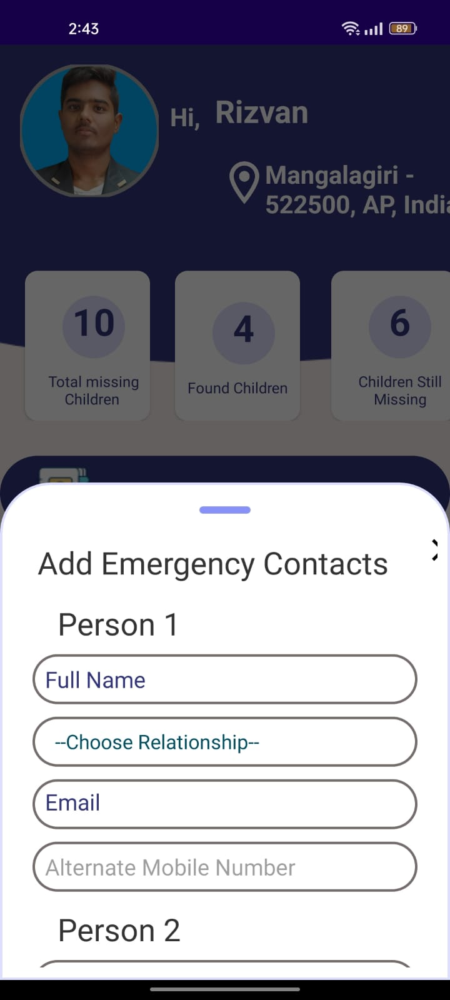 2:43
89
Hi, Rizvan
Mangalagiri -
522500, AP, India
10
Total missing
Children
4
Found Children
6
Children Still
Missing
Add Emergency Contacts
Person 1
Full Name
--Choose Relationship--
Email
Alternate Mobile Number
Person 2